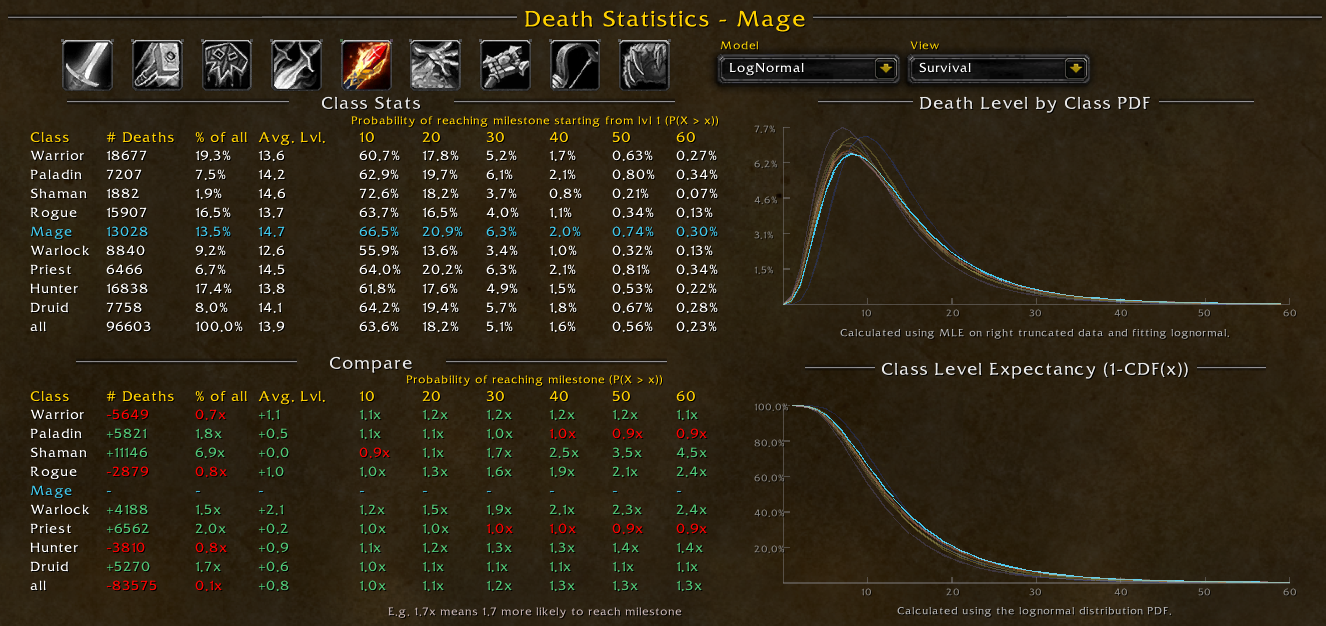 Death Statistics - Mage
Model View
LogNormal Survival
Class Stats
Probability of reaching milestone starting from lvl 1 (P(X > x))
Class # Deaths % of all Avg. Lvl. 10 20 30 40 50 60
Warrior 18677 19.3% 13.6 60.7% 17.8% 5.2% 1.7% 0.63% 0.27%
Paladin 7207 7.5% 14.2 62.9% 19.7% 6.1% 2.1% 0.80% 0.34%
Shaman 1882 1.9% 14.6 72.6% 18.2% 3.7% 0.8% 0.21% 0.07%
Rogue 15907 16.5% 13.7 63.7% 16.5% 4.0% 1.1% 0.34% 0.13%
Mage 13028 13.5% 14.7 66.5% 20.9% 6.3% 2.0% 0.74% 0.30%
Warlock 8840 9.2% 12.6 55.9% 13.6% 3.4% 1.0% 0.32% 0.13%
Priest 6466 6.7% 14.5 64.0% 20.2% 6.3% 2.1% 0.81% 0.34%
Hunter 16838 17.4% 13.8 61.8% 17.6% 4.9% 1.5% 0.53% 0.22%
Druid 7758 8.0% 14.1 64.2% 19.4% 5.7% 1.8% 0.67% 0.28%
all 96603 100.0% 13.9 63.6% 18.2% 5.1% 1.6% 0.56% 0.23%
Death Level by Class PDF
7.7%
6.2%
4.6%
3.1%
1.5%
10 20 30 40 50 60
Calculated using MLE on right truncated data and fitting lognormal.
Compare
Probability of reaching milestone (P(X > x))
Class # Deaths % of all Avg. Lvl. 10 20 30 40 50 60
Warrior -5649 0.7x +1.1 1.1x 1.2x 1.2x 1.2x 1.2x 1.1x
Paladin +5821 1.8x +0.5 1.1x 1.1x 1.0x 1.0x 0.9x 0.9x
Shaman +11146 6.9x +0.0 0.9x 1.1x 1.7x 2.5x 3.5x 4.5x
Rogue -2879 0.8x +1.0 1.0x 1.3x 1.6x 1.9x 2.1x 2.4x
Mage - - - - - - - - -
Warlock +4188 1.5x +2.1 1.2x 1.5x 1.9x 2.1x 2.3x 2.4x
Priest +6562 2.0x +0.2 1.0x 1.0x 1.0x 1.0x 0.9x 0.9x
Hunter -3810 0.8x +0.9 1.1x 1.2x 1.3x 1.3x 1.4x 1.4x
Druid +5270 1.7x +0.6 1.0x 1.1x 1.1x 1.1x 1.1x 1.1x
all -83575 0.1x +0.8 1.0x 1.1x 1.2x 1.3x 1.3x 1.3x
E.g. 1.7x means 1.7 more likely to reach milestone
Class Level Expectancy (1-CDF(x))
100.0%
80.0%
60.0%
40.0%
20.0%
10 20 30 40 50 60
Calculated using the lognormal distribution PDF.